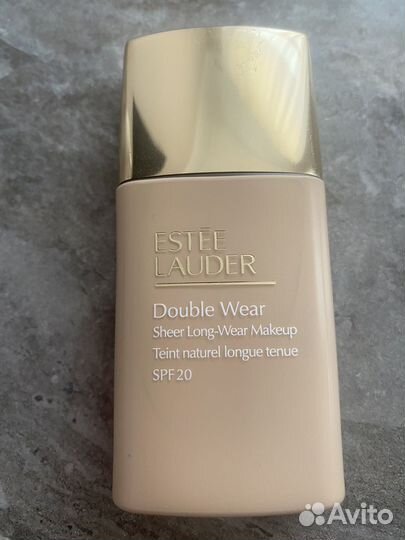 ESTĒE
LAUDER
Double Wear
Sheer Long-Wear Makeup
Teint naturel longue tenue
SPF 20
Avito